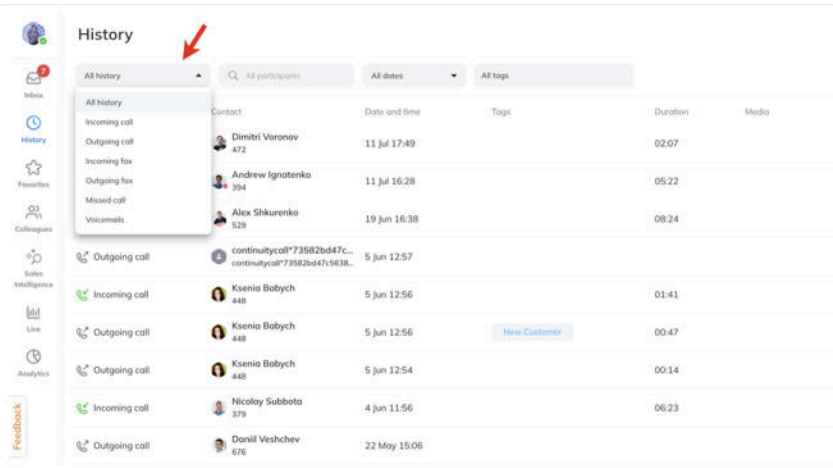 History
7
Inbox
History
Favorites
Colleagues
Sales
Intelligence
Live
Analytics
Feedback
All history
All participants
All dates
All tags
All history
Incoming call
Outgoing call
Incoming fax
Outgoing fax
Missed call
Voicemails
Contact Date and time Tags Duration Media
Dimitri Voronov
472
11 Jul 17:49 02:07
Andrew Ignatenko
394
11 Jul 16:28 05:22
Alex Shkurenko
529
19 Jun 16:38 08:24
Outgoing call
continuitycall*73582bd47c...
continuitycall*73582bd47c5638...
5 Jun 12:57
Incoming call
Ksenia Babych
448
5 Jun 12:56 01:41
Outgoing call
Ksenia Babych
448
5 Jun 12:56 New Customer 00:47
Outgoing call
Ksenia Babych
448
5 Jun 12:54 00:14
Incoming call
Nicolay Subbota
379
4 Jun 11:56 06:23
Outgoing call
Daniil Veshchev
676
22 May 15:06